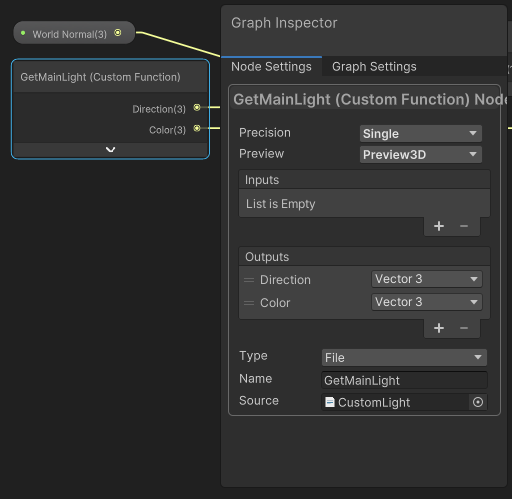 World Normal(3)
GetMainLight (Custom Function)
Direction(3)
Color(3)
Graph Inspector
Node Settings
Graph Settings
GetMainLight (Custom Function) Node
Precision
Single
Preview
Preview3D
Inputs
List is Empty
+ −
Outputs
Direction
Vector 3
Color
Vector 3
+ −
Type
File
Name
GetMainLight
Source
CustomLight